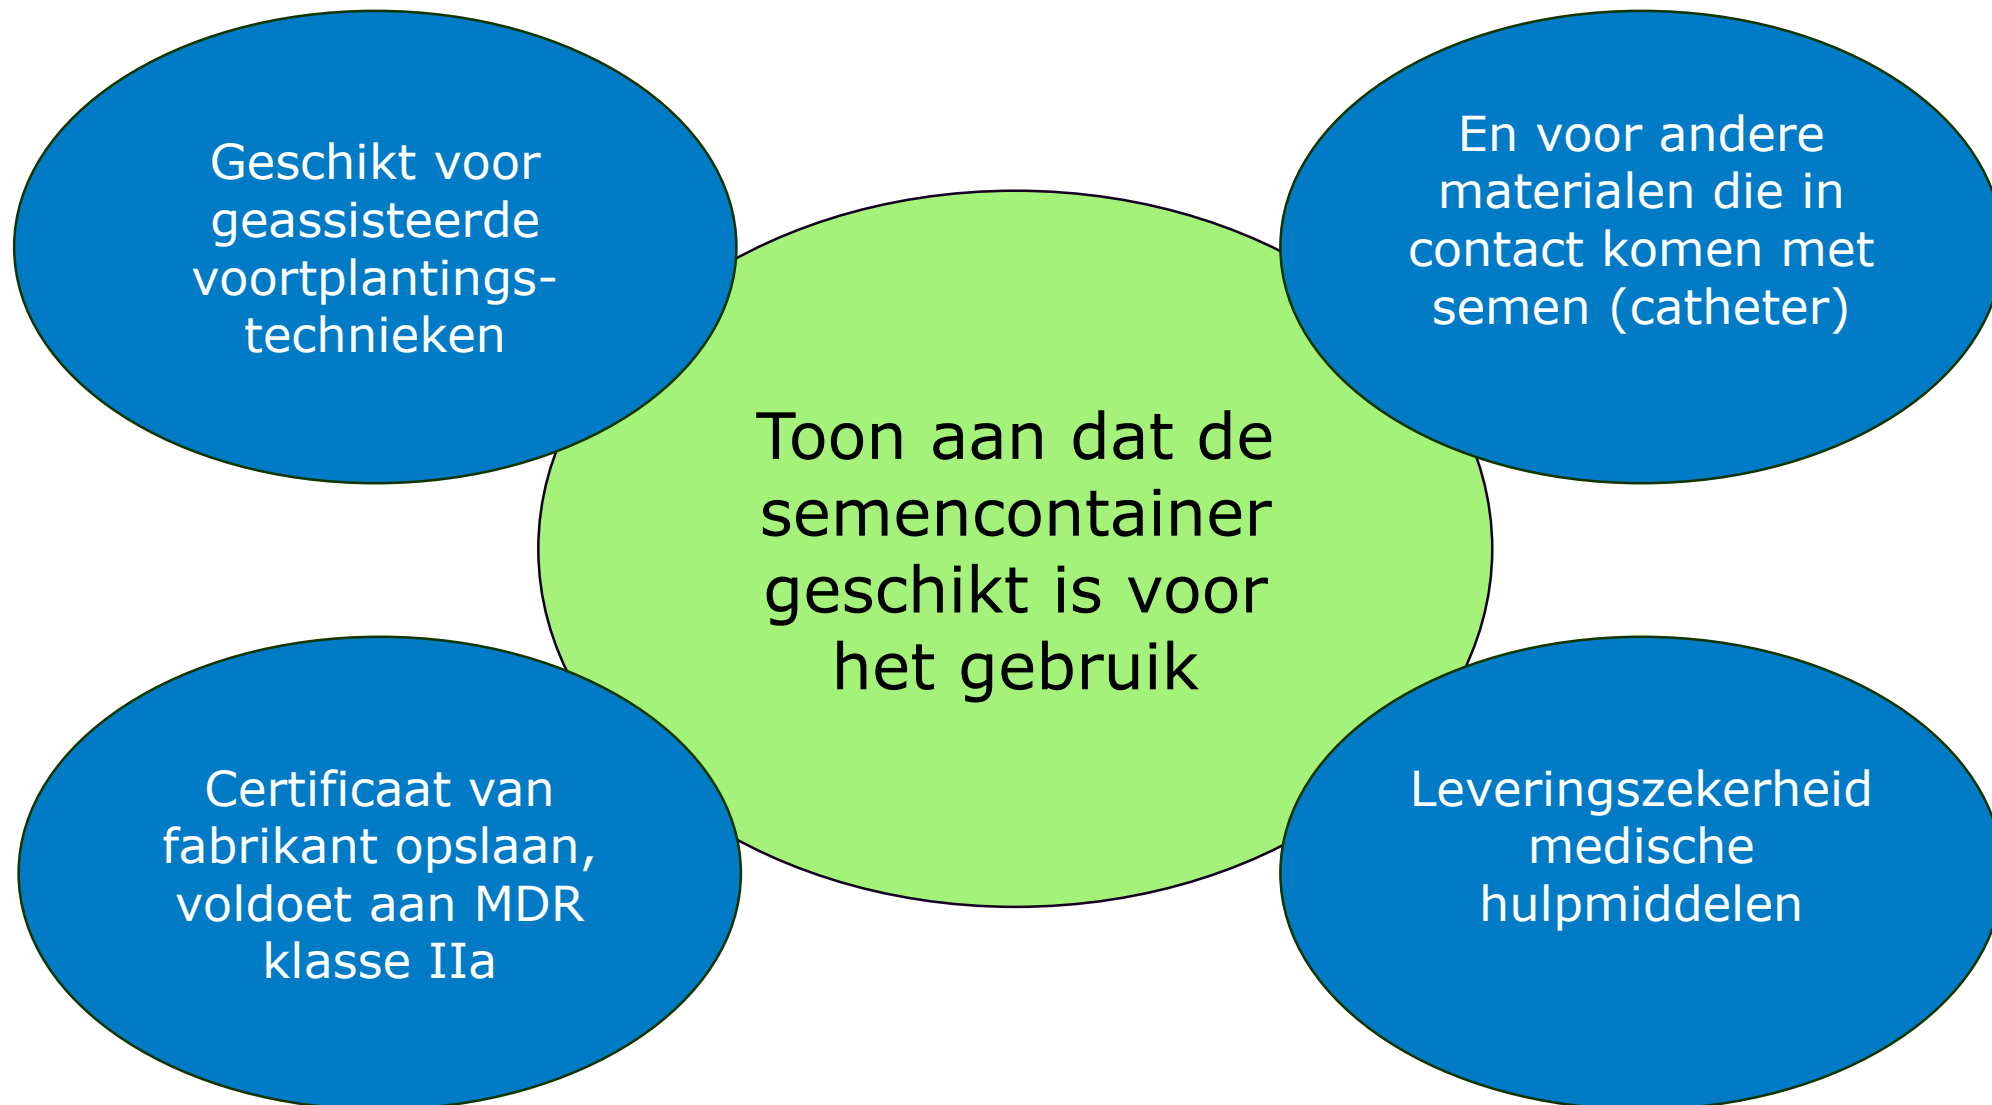 Geschikt voor
geassisteerde
voortplantings-
technieken
En voor andere
materialen die in
contact komen met
semen (catheter)
Toon aan dat de
semencontainer
geschikt is voor
het gebruik
Certificaat van
fabrikant opslaan,
voldoet aan MDR
klasse IIa
Leveringszekerheid
medische
hulpmiddelen